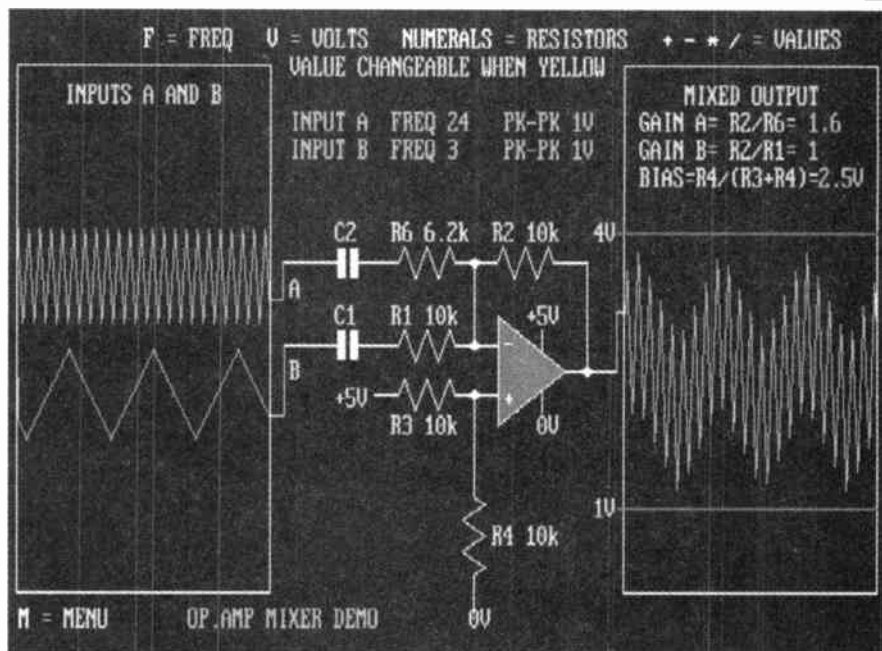 F = FREQ V = VOLTS NUMERALS = RESISTORS + - * / = VALUES
VALUE CHANGEABLE WHEN YELLOW
INPUTS A AND B
INPUT A FREQ 24 PK-PK 1V
INPUT B FREQ 3 PK-PK 1V
MIXED OUTPUT
GAIN A= R2/R6= 1.6
GAIN B= R2/R1= 1
BIAS=R4/(R3+R4)=2.5V
C2 R6 6.2k R2 10k 4V
A
C1 R1 10k +5V
B
-
+5V +
R3 10k 0V
1V
R4 10k
0V
M = MENU OP.AMP MIXER DEMO